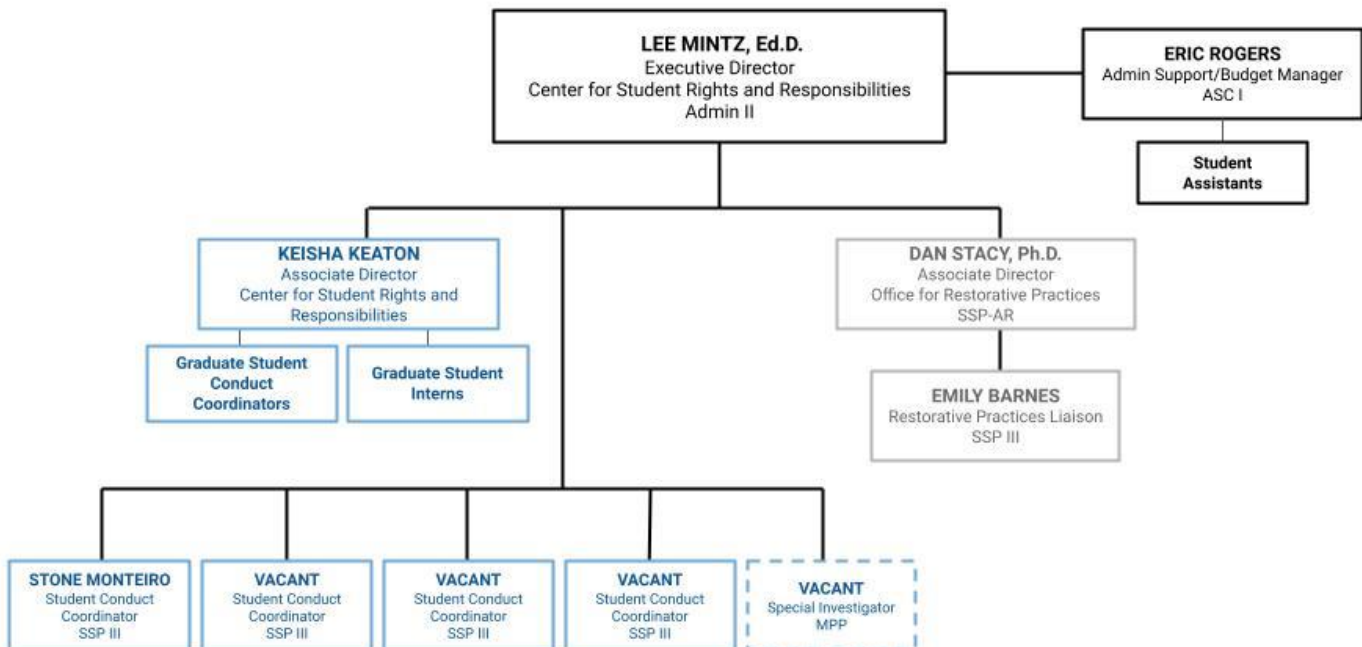 LEE MINTZ, Ed.D.
Executive Director
Center for Student Rights and Responsibilities
Admin II
ERIC ROGERS
Admin Support/Budget Manager
ASC I
Student
Assistants
KEISHA KEATON
Associate Director
Center for Student Rights and
Responsibilities
DAN STACY, Ph.D.
Associate Director
Office for Restorative Practices
SSP-AR
Graduate Student
Conduct
Coordinators
Graduate Student
Interns
EMILY BARNES
Restorative Practices Liaison
SSP III
STONE MONTEIRO
Student Conduct
Coordinator
SSP III
VACANT
Student Conduct
Coordinator
SSP III
VACANT
Student Conduct
Coordinator
SSP III
VACANT
Student Conduct
Coordinator
SSP III
VACANT
Special Investigator
MPP